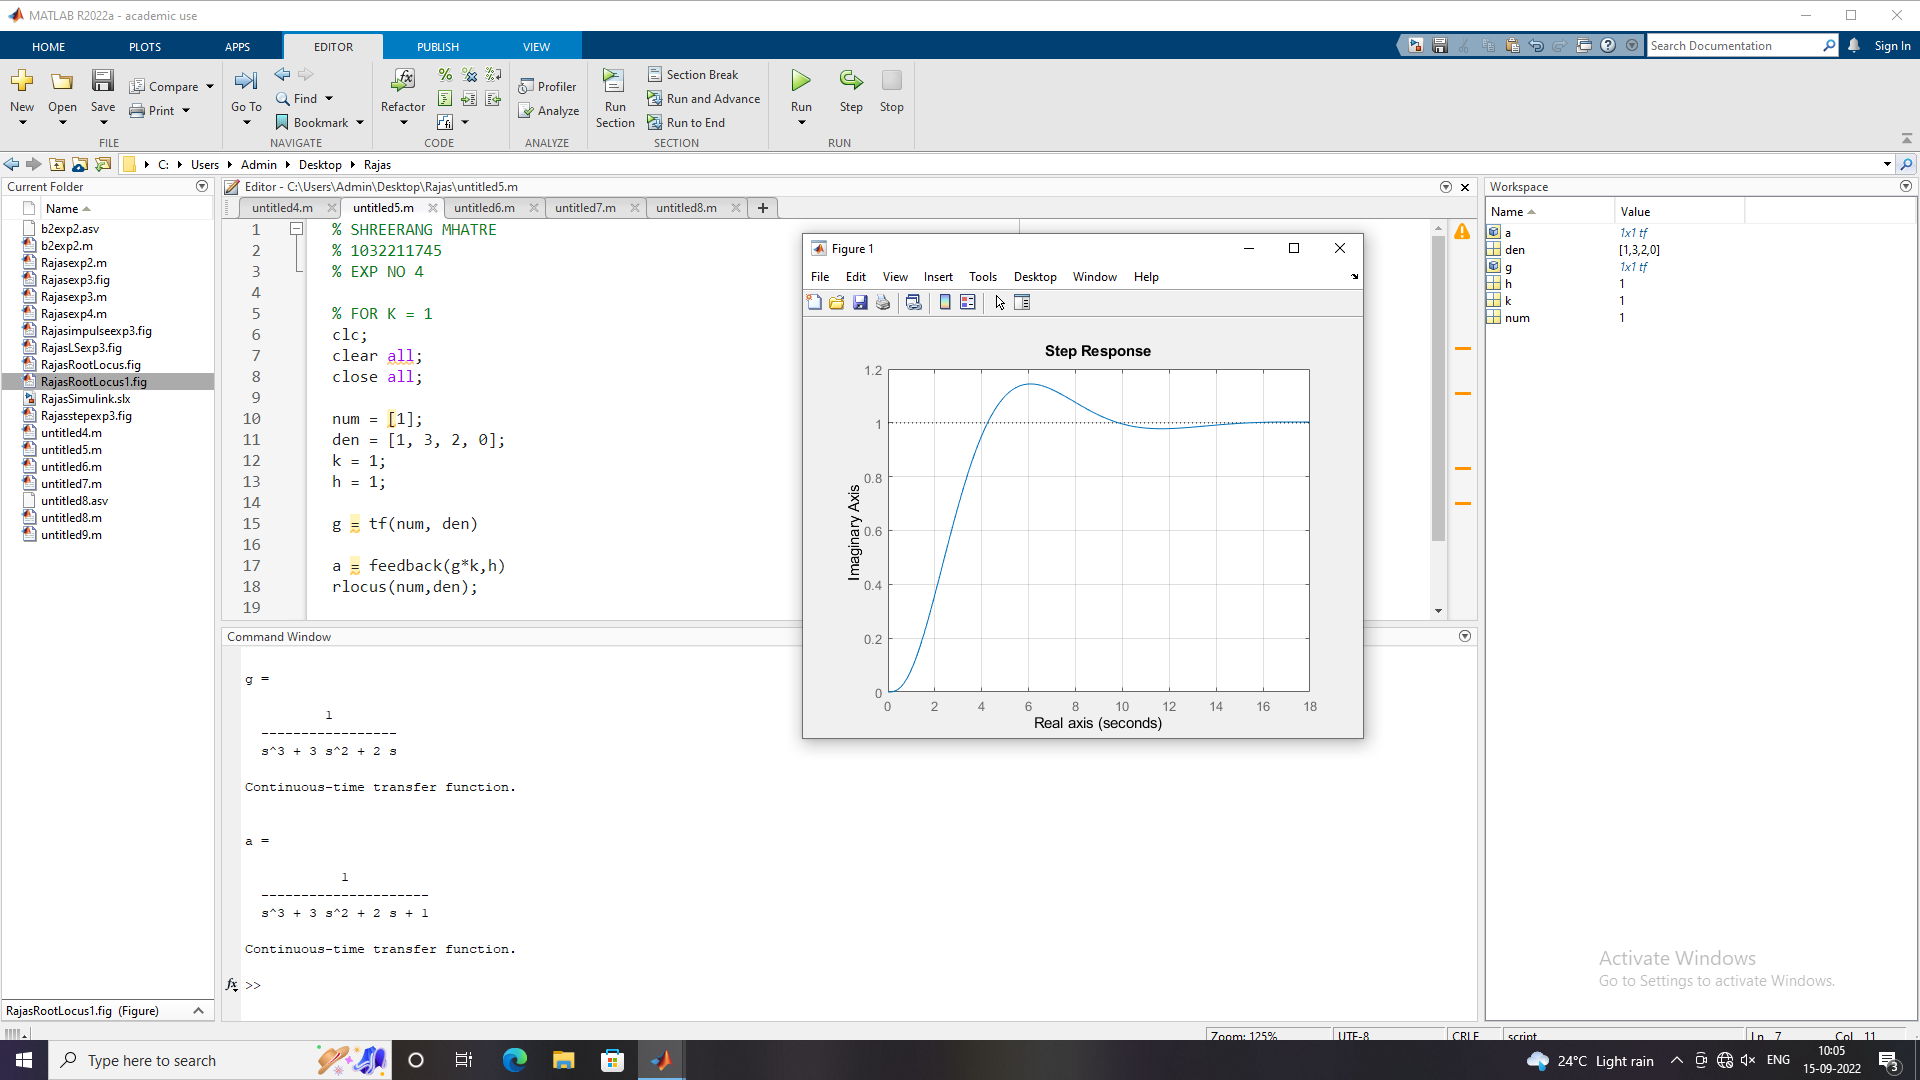 MATLAB R2022a - academic use
HOME PLOTS APPS EDITOR PUBLISH VIEW
Search Documentation Sign In
New Open Save Compare Print
FILE
Go To Find Bookmark
NAVIGATE
Refactor
CODE
Profiler Analyze
ANALYZE
Run Section Section Break Run and Advance Run to End
SECTION
Run Step Stop
RUN
C: Users Admin Desktop Rajas
Current Folder
Name
b2exp2.asv
b2exp2.m
Rajasexp2.m
Rajasexp3.fig
Rajasexp3.m
Rajasexp4.m
Rajasimpulseexp3.fig
RajasLSexp3.fig
RajasRootLocus.fig
RajasRootLocus1.fig
RajasSimulink.slx
Rajasstepexp3.fig
untitled4.m
untitled5.m
untitled6.m
untitled7.m
untitled8.asv
untitled8.m
untitled9.m
RajasRootLocus1.fig (Figure)
Editor - C:\Users\Admin\Desktop\Rajas\untitled5.m
untitled4.m untitled5.m untitled6.m untitled7.m untitled8.m
1 % SHREERANG MHATRE
2 % 1032211745
3 % EXP NO 4
4
5 % FOR K = 1
6 clc;
7 clear all;
8 close all;
9
10 num = [1];
11 den = [1, 3, 2, 0];
12 k = 1;
13 h = 1;
14
15 g = tf(num, den)
16
17 a = feedback(g*k,h)
18 rlocus(num,den);
19
Figure 1
File Edit View Insert Tools Desktop Window Help
Step Response
Imaginary Axis
1.2
1
0.8
0.6
0.4
0.2
0
0 2 4 6 8 10 12 14 16 18
Real axis (seconds)
Command Window
g =
1
-----------------
s^3 + 3 s^2 + 2 s
Continuous-time transfer function.
a =
1
---------------------
s^3 + 3 s^2 + 2 s + 1
Continuous-time transfer function.
fx >>
Workspace
Name Value
a 1x1 tf
den [1,3,2,0]
g 1x1 tf
h 1
k 1
num 1
Activate Windows
Go to Settings to activate Windows.
Zoom: 125% UTF-8 CRLF script Ln 7 Col 11
Type here to search
24°C Light rain ENG
10:05
15-09-2022
3